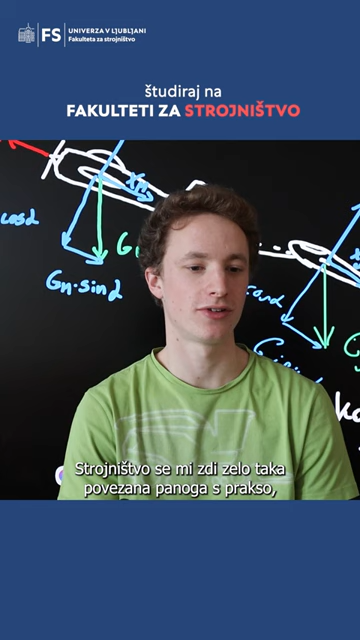 FS
UNIVERZA V LJUBLJANI
Fakulteta za strojništvo
študiraj na
FAKULTETI ZA STROJNIŠTVO
cosα
Gn·sinα
Strojništvo se mi zdi zelo taka
povezana panoga s prakso,